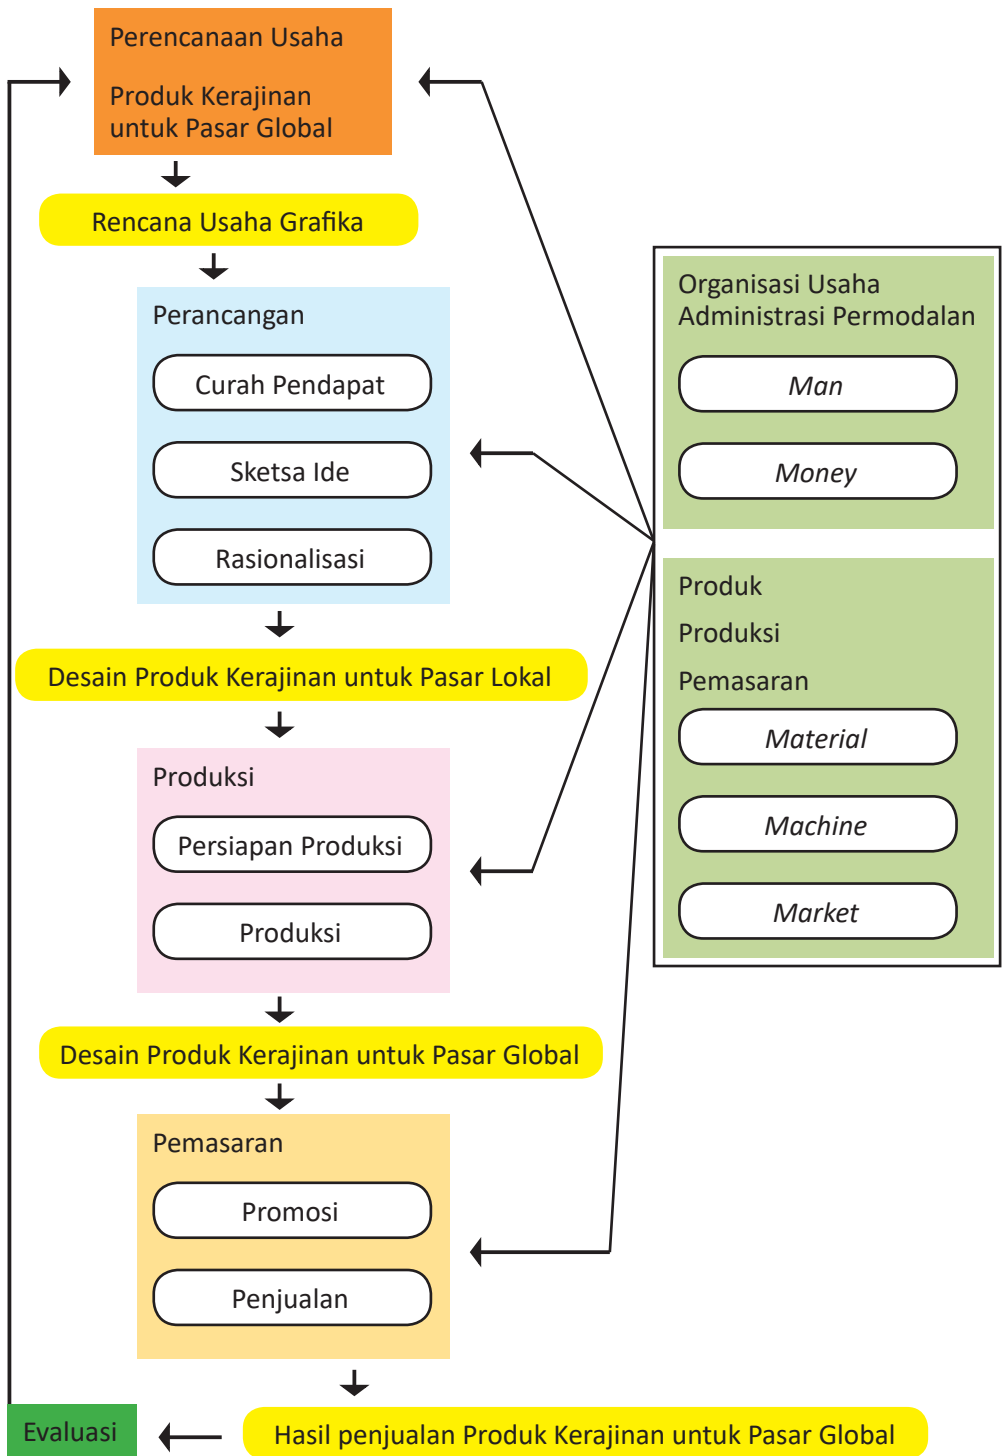 Perencanaan Usaha
Produk Kerajinan
untuk Pasar Global
Rencana Usaha Grafika
Perancangan
Curah Pendapat
Sketsa Ide
Rasionalisasi
Desain Produk Kerajinan untuk Pasar Lokal
Produksi
Persiapan Produksi
Produksi
Desain Produk Kerajinan untuk Pasar Global
Pemasaran
Promosi
Penjualan
Hasil penjualan Produk Kerajinan untuk Pasar Global
Evaluasi
Organisasi Usaha
Administrasi Permodalan
Man
Money
Produk
Produksi
Pemasaran
Material
Machine
Market